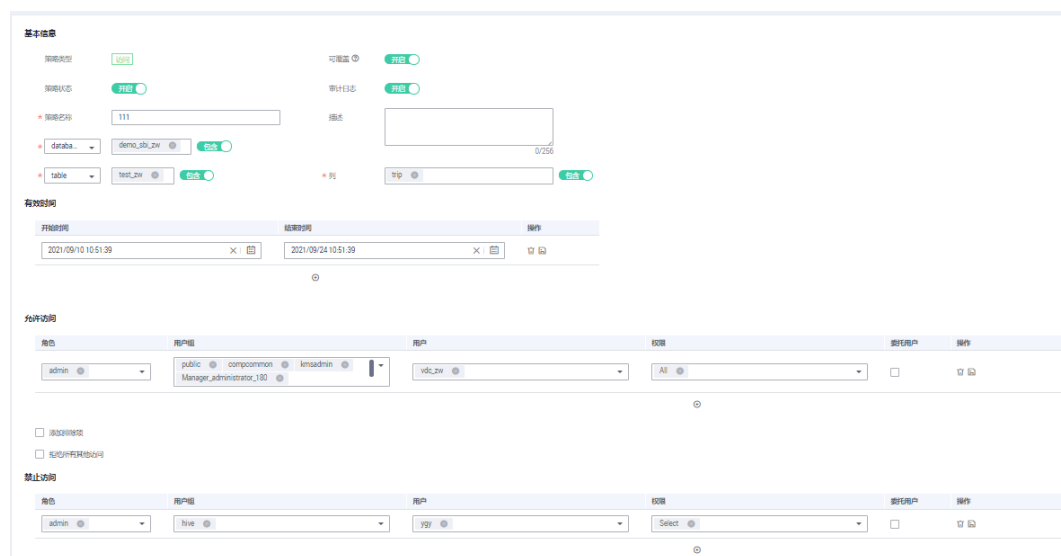 基本信息
策略类型 访问 可覆盖
策略状态 开启 审计日志 开启
开启
* 策略名称 111 描述
0/256
* databa... demo_sbi_zw 包含
* table test_zw 包含 * 列 trip 包含
有效时间
开始时间 结束时间 操作
2021/09/10 10:51:39 2021/09/24 10:51:39
允许访问
角色 用户组 用户 权限 委托用户 操作
admin public compcommon kmsadmin vdc_zw All
Manager_administrator_180
添加排除项
拒绝所有其他访问
禁止访问
角色 用户组 用户 权限 委托用户 操作
admin hive ygy Select